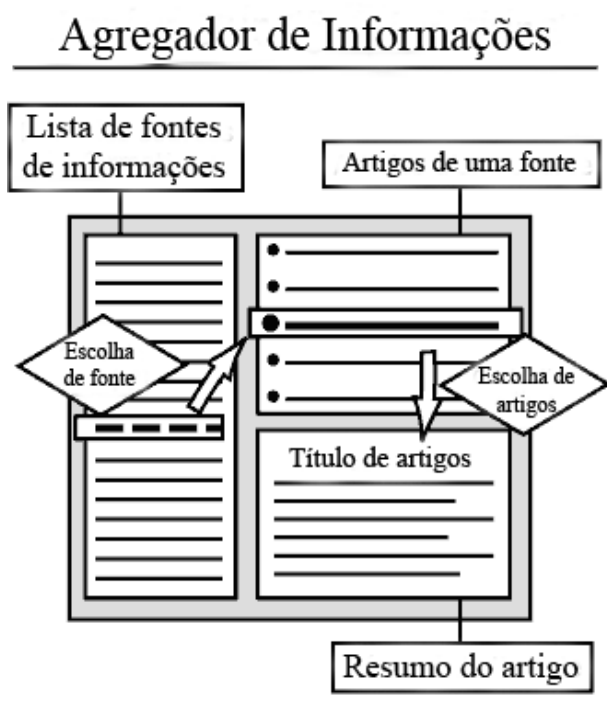 Agregador de Informações
Lista de fontes
de informações
Artigos de uma fonte
Escolha
de fonte
Escolha de
artigos
Título de artigos
Resumo do artigo